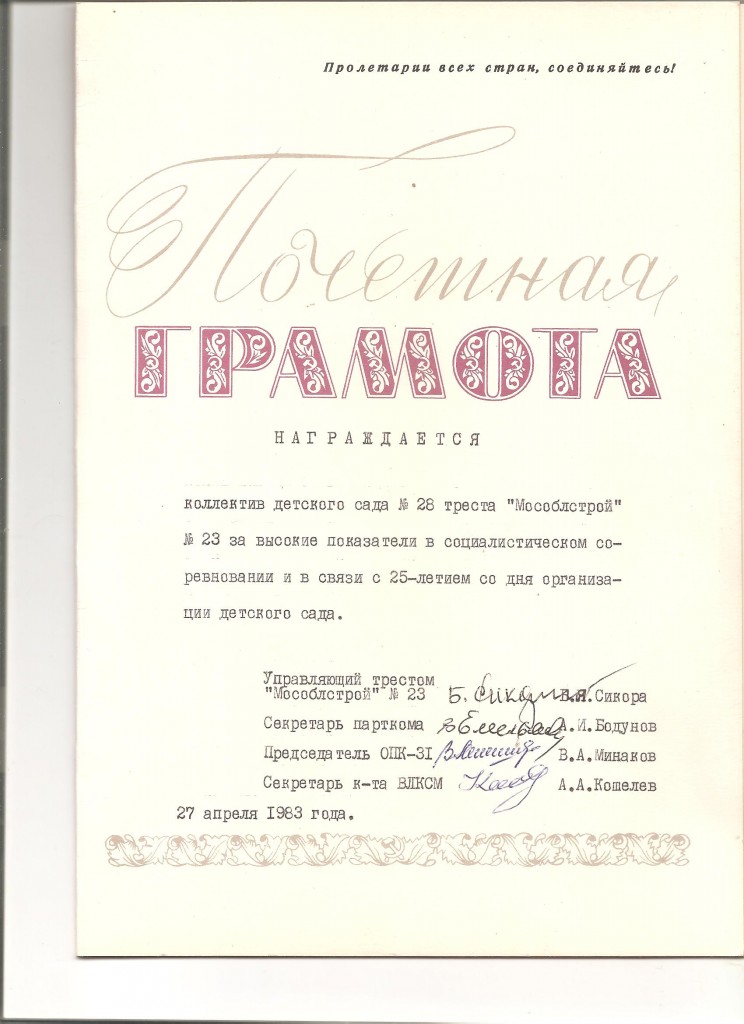 Пролетарии всех стран, соединяйтесь!
Почетная
ГРАМОТА
НАГРАЖДАЕТСЯ
коллектив детского сада № 28 треста "Мособлстрой"
№ 23 за высокие показатели в социалистическом со-
ревновании и в связи с 25-летием со дня организа-
ции детского сада.
Управляющий трестом
"Мособлстрой" № 23 Б. Сикора Сикора
Секретарь парткома А.И.Бодунов
Председатель ОПК-31 В.А.Минаков
Секретарь к-та ВЛКСМ А.А.Кошелев
27 апреля 1983 года.